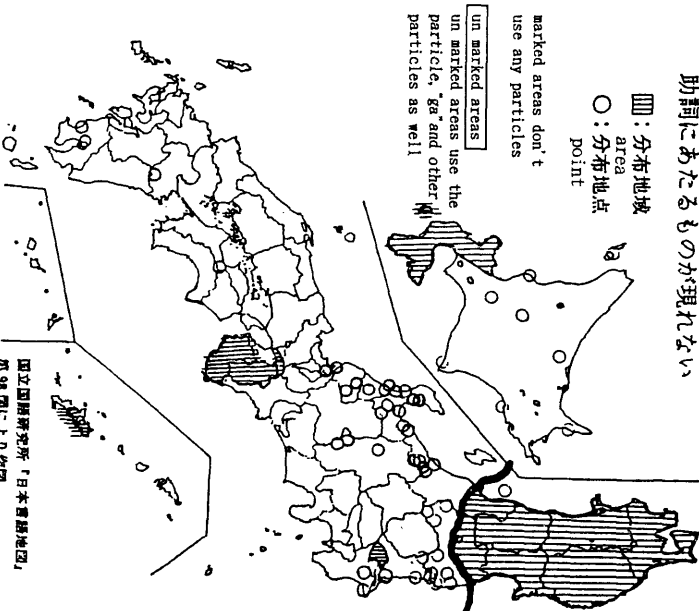 助詞にあたるものが現れない
▥：分布地域
area
○：分布地点
point
marked areas don't
use any particles
un marked areas
un marked areas use the
particle, "ga" and other
particles as well
国立国語研究所『日本言語地図』